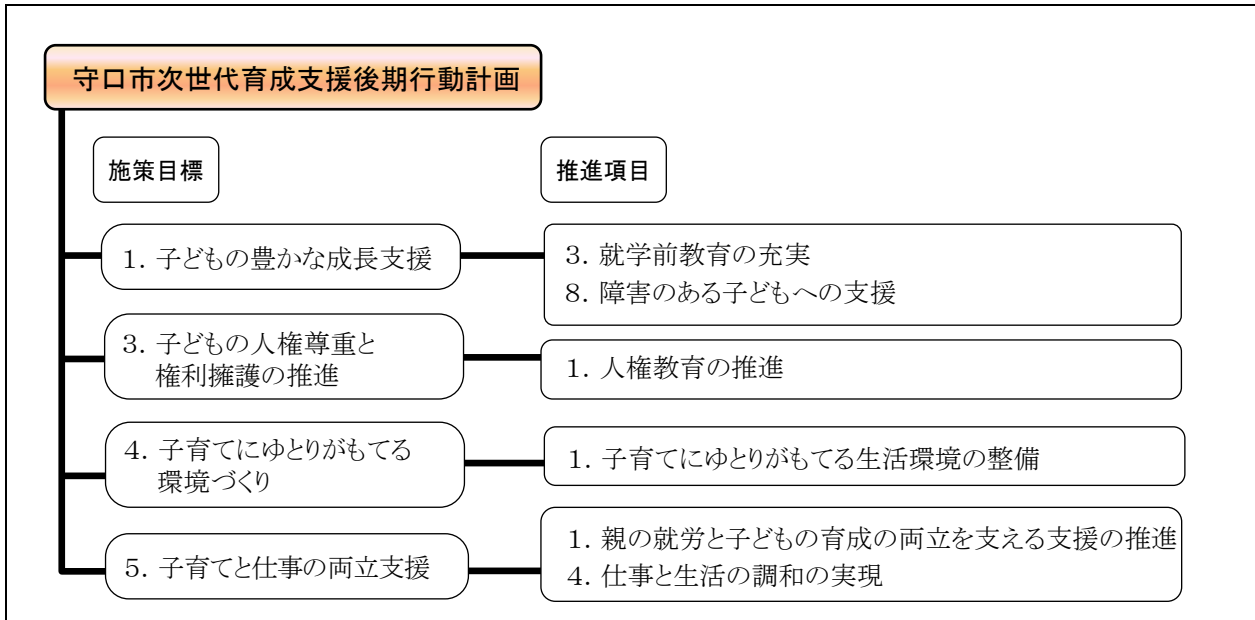 守口市次世代育成支援後期行動計画
施策目標
推進項目
1. 子どもの豊かな成長支援
3. 就学前教育の充実
8. 障害のある子どもへの支援
3. 子どもの人権尊重と
権利擁護の推進
1. 人権教育の推進
4. 子育てにゆとりがもてる
環境づくり
1. 子育てにゆとりがもてる生活環境の整備
5. 子育てと仕事の両立支援
1. 親の就労と子どもの育成の両立を支える支援の推進
4. 仕事と生活の調和の実現